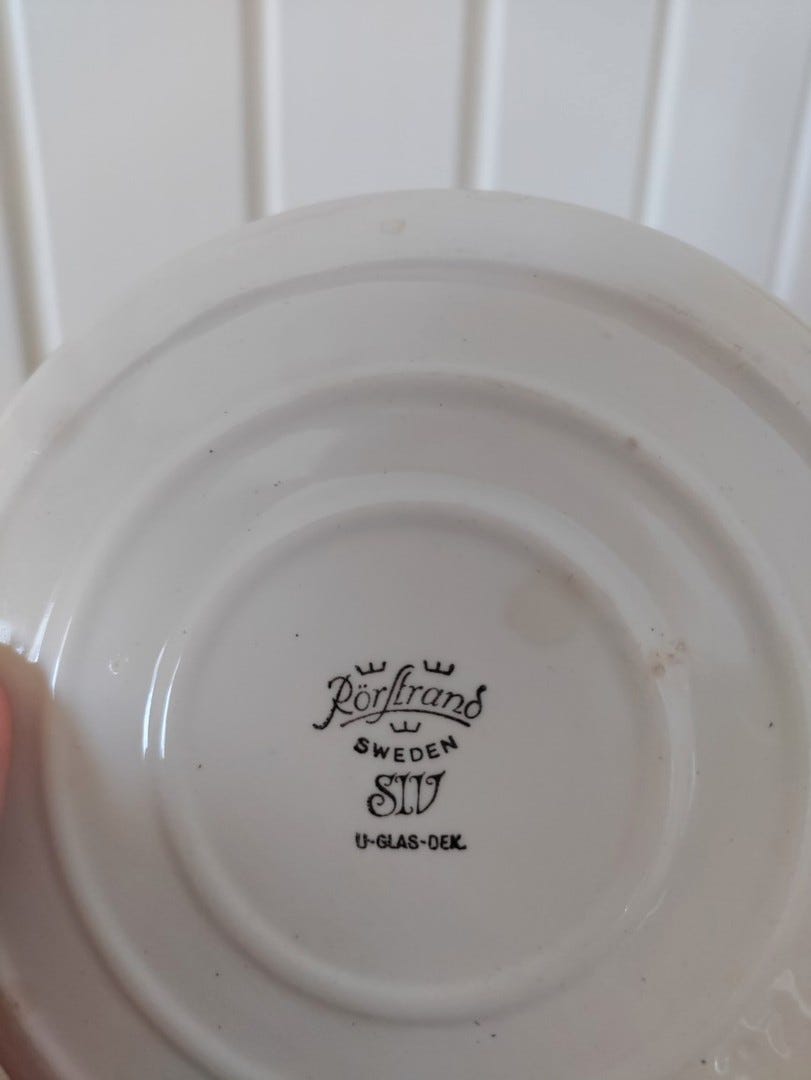 Rörstrand
SWEDEN
SIV
U-GLAS-DEK.